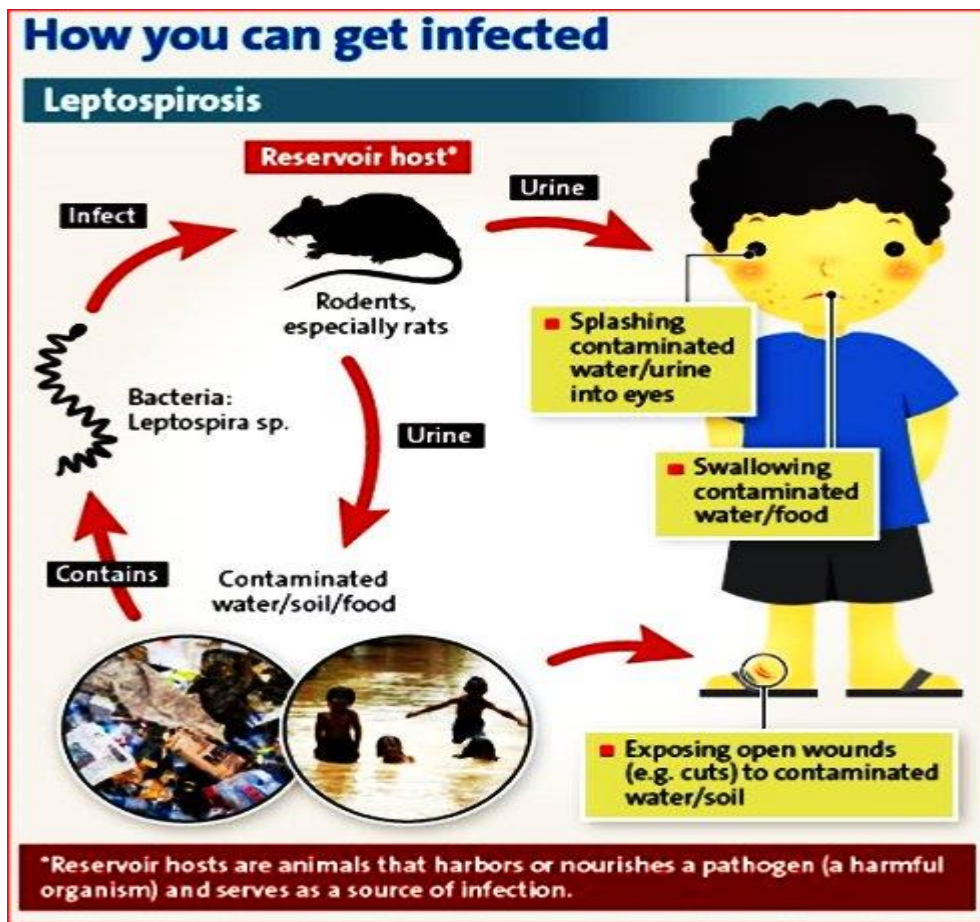 How you can get infected
Leptospirosis
Reservoir host*
Infect
Urine
Rodents,
especially rats
Bacteria:
Leptospira sp.
Urine
Contains
Contaminated
water/soil/food
Splashing
contaminated
water/urine
into eyes
Swallowing
contaminated
water/food
Exposing open wounds
(e.g. cuts) to contaminated
water/soil
*Reservoir hosts are animals that harbors or nourishes a pathogen (a harmful
organism) and serves as a source of infection.